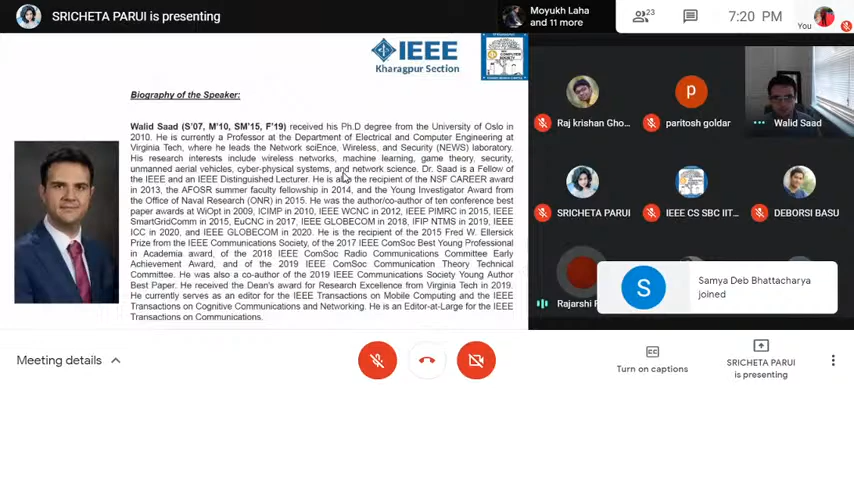 SRICHETA PARUI is presenting
Moyukh Laha
and 11 more
23
7:20 PM
You
IEEE
Kharagpur Section
Biography of the Speaker:
Walid Saad (S'07, M'10, SM'15, F'19) received his Ph.D degree from the University of Oslo in
2010. He is currently a Professor at the Department of Electrical and Computer Engineering at
Virginia Tech, where he leads the Network sciEnce, Wireless, and Security (NEWS) laboratory.
His research interests include wireless networks, machine learning, game theory, security,
unmanned aerial vehicles, cyber-physical systems, and network science. Dr. Saad is a Fellow of
the IEEE and an IEEE Distinguished Lecturer. He is also the recipient of the NSF CAREER award
in 2013, the AFOSR summer faculty fellowship in 2014, and the Young Investigator Award from
the Office of Naval Research (ONR) in 2015. He was the author/co-author of ten conference best
paper awards at WiOpt in 2009, ICIMP in 2010, IEEE WCNC in 2012, IEEE PIMRC in 2015, IEEE
SmartGridComm in 2015, EuCNC in 2017, IEEE GLOBECOM in 2018, IFIP NTMS in 2019, IEEE
ICC in 2020, and IEEE GLOBECOM in 2020. He is the recipient of the 2015 Fred W. Ellersick
Prize from the IEEE Communications Society, of the 2017 IEEE ComSoc Best Young Professional
in Academia award, of the 2018 IEEE ComSoc Radio Communications Committee Early
Achievement Award, and of the 2019 IEEE ComSoc Communication Theory Technical
Committee. He was also a co-author of the 2019 IEEE Communications Society Young Author
Best Paper. He received the Dean's award for Research Excellence from Virginia Tech in 2019.
He currently serves as an editor for the IEEE Transactions on Mobile Computing and the IEEE
Transactions on Cognitive Communications and Networking. He is an Editor-at-Large for the IEEE
Transactions on Communications.
Raj krishan Gho...
p
paritosh goldar
Walid Saad
SRICHETA PARUI
IEEE CS SBC IIT...
DEBORSI BASU
Rajarshi
S
Samya Deb Bhattacharya
joined
Meeting details
CC
Turn on captions
SRICHETA PARUI
is presenting